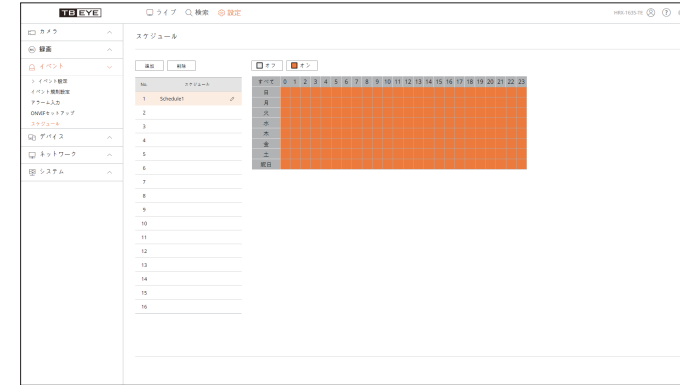 TB EYE
ライブ 検索 設定
HRX-1635-TB
カメラ
録画
イベント
イベント設定
イベント規則設定
アラーム入力
ONVIFセットアップ
スケジュール
デバイス
ネットワーク
システム
スケジュール
追加 削除
No. スケジュール
1 Schedule1
2
3
4
5
6
7
8
9
10
11
12
13
14
15
16
オフ オン
すべて 0 1 2 3 4 5 6 7 8 9 10 11 12 13 14 15 16 17 18 19 20 21 22 23
日
月
火
水
木
金
土
祝日